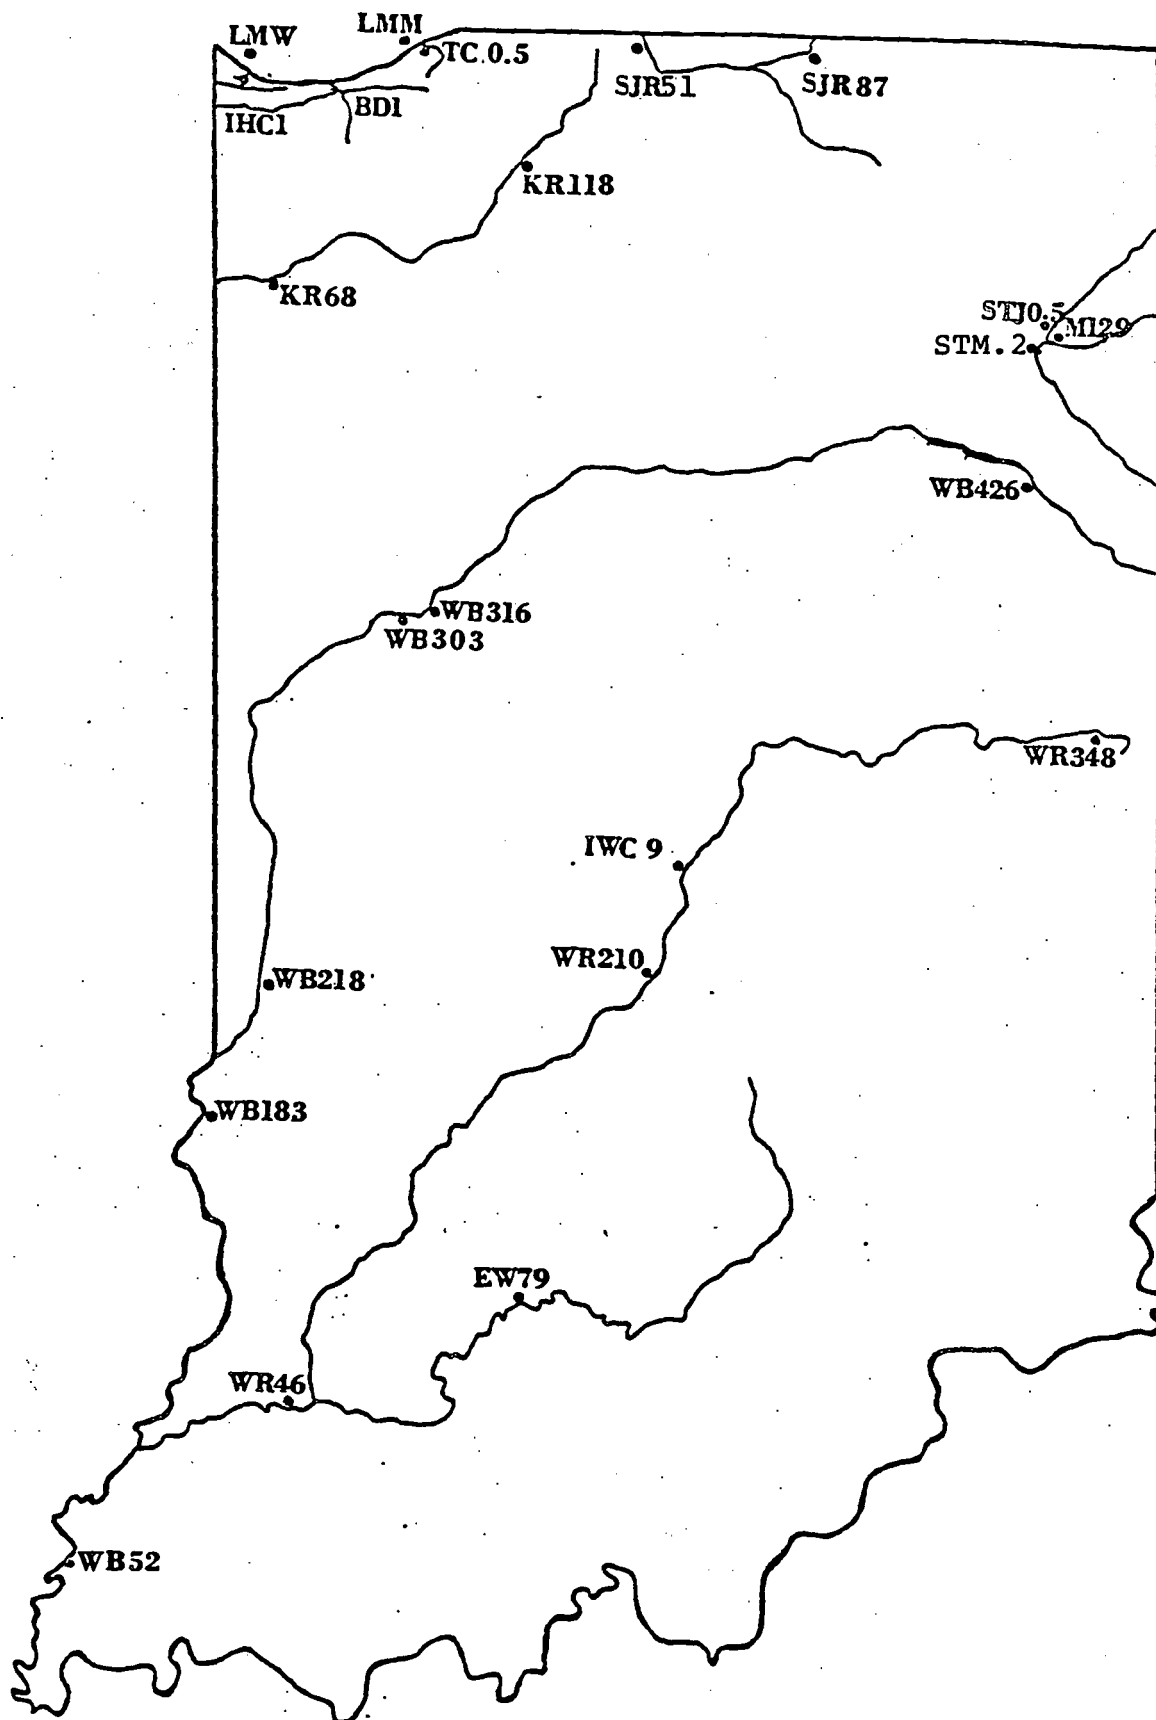 LMW
LMM
TC.0.5
SJR51
SJR87
IHC1
BD1
KR118
KR68
STJ0.5
M129
STM.2
WB426
WB316
WB303
WR348
IWC 9
WR210
WB218
WB183
EW79
WR46
WB52